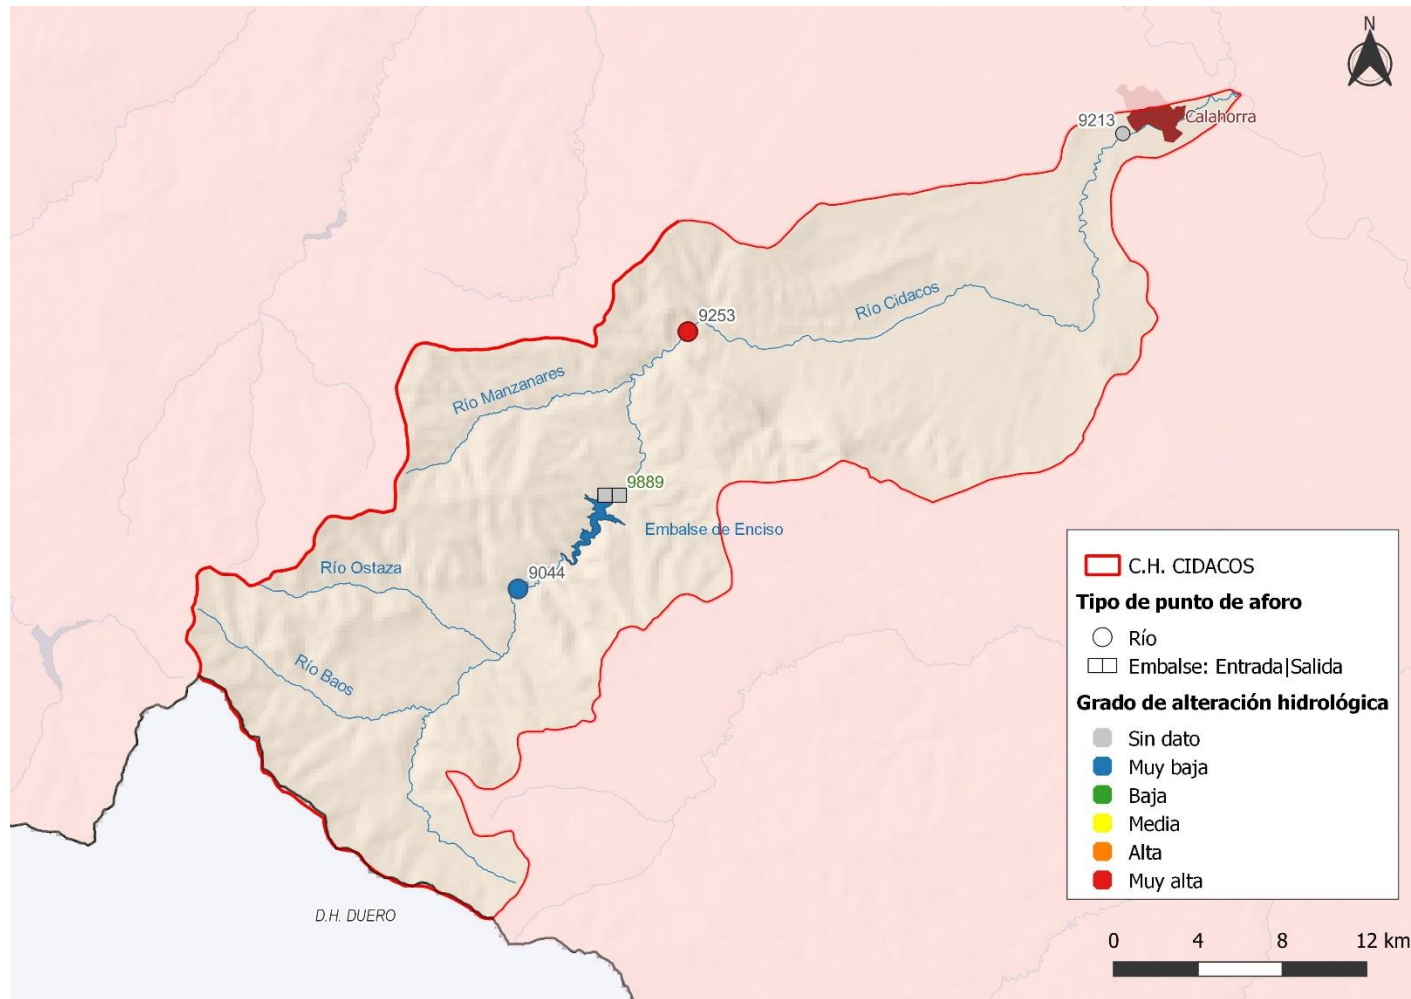 N
9213
Calahorra
9253
Río Cidacos
Río Manzanares
9889
Embalse de Enciso
9044
Río Ostaza
Río Baos
D.H. DUERO
C.H. CIDACOS
Tipo de punto de aforo
Río
Embalse: Entrada|Salida
Grado de alteración hidrológica
Sin dato
Muy baja
Baja
Media
Alta
Muy alta
0 4 8 12 km